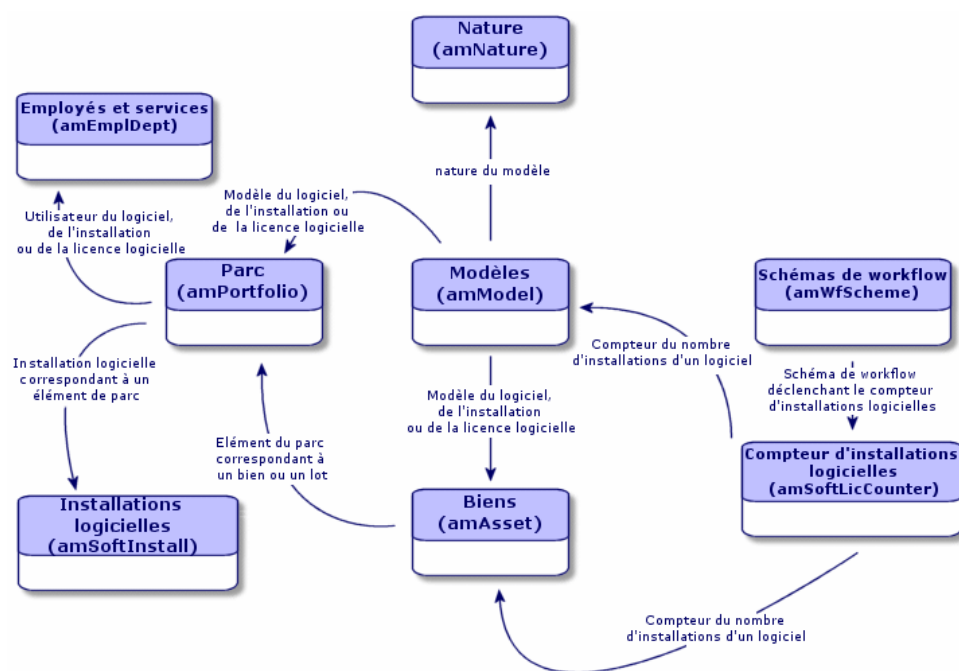 Nature
(amNature)
Employés et services
(amEmplDept)
nature du modèle
Modèle du logiciel,
de l'installation ou
de la licence logicielle
Utilisateur du logiciel,
de l'installation
ou de la licence logicielle
Parc
(amPortfolio)
Modèles
(amModel)
Schémas de workflow
(amWfScheme)
Installation logicielle
correspondant à un
élément de parc
Compteur du nombre
d'installations d'un logiciel
Schéma de workflow
déclenchant le compteur
d'installations logicielles
Modèle du logiciel,
de l'installation
ou de la licence logicielle
Elément du parc
correspondant à
un bien ou un lot
Compteur d'installations
logicielles
(amSoftLicCounter)
Installations
logicielles
(amSoftInstall)
Biens
(amAsset)
Compteur du nombre
d'installations d'un logiciel